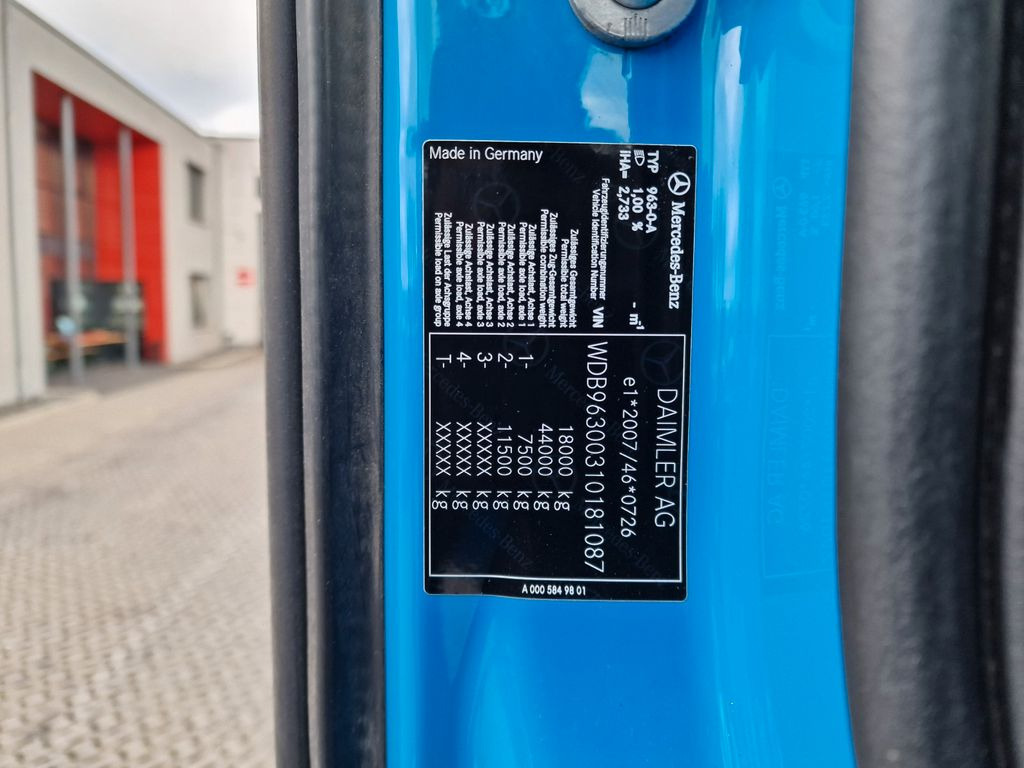 Mercedes-Benz
TYP 963-0-A
1,00 % - m-1
iHA= 2,733
Fahrzeugidentifizierungsnummer
Vehicle Identification Number VIN
Zulässiges Gesamtgewicht
Permissible total weight
Zulässiges Zug-Gesamtgewicht
Permissible combination weight
Zulässige Achslast, Achse 1
Permissible axle load, axle 1
Zulässige Achslast, Achse 2
Permissible axle load, axle 2
Zulässige Achslast, Achse 3
Permissible axle load, axle 3
Zulässige Achslast, Achse 4
Permissible axle load, axle 4
Zulässige Last der Achsgruppe
Permissible load on axle group
Made in Germany
DAIMLER AG
e1*2007/46*0726
WDB96300310181087
18000 kg
44000 kg
1- 7500 kg
2- 11500 kg
3- XXXXX kg
4- XXXXX kg
T- XXXXX kg
A 000 584 98 01